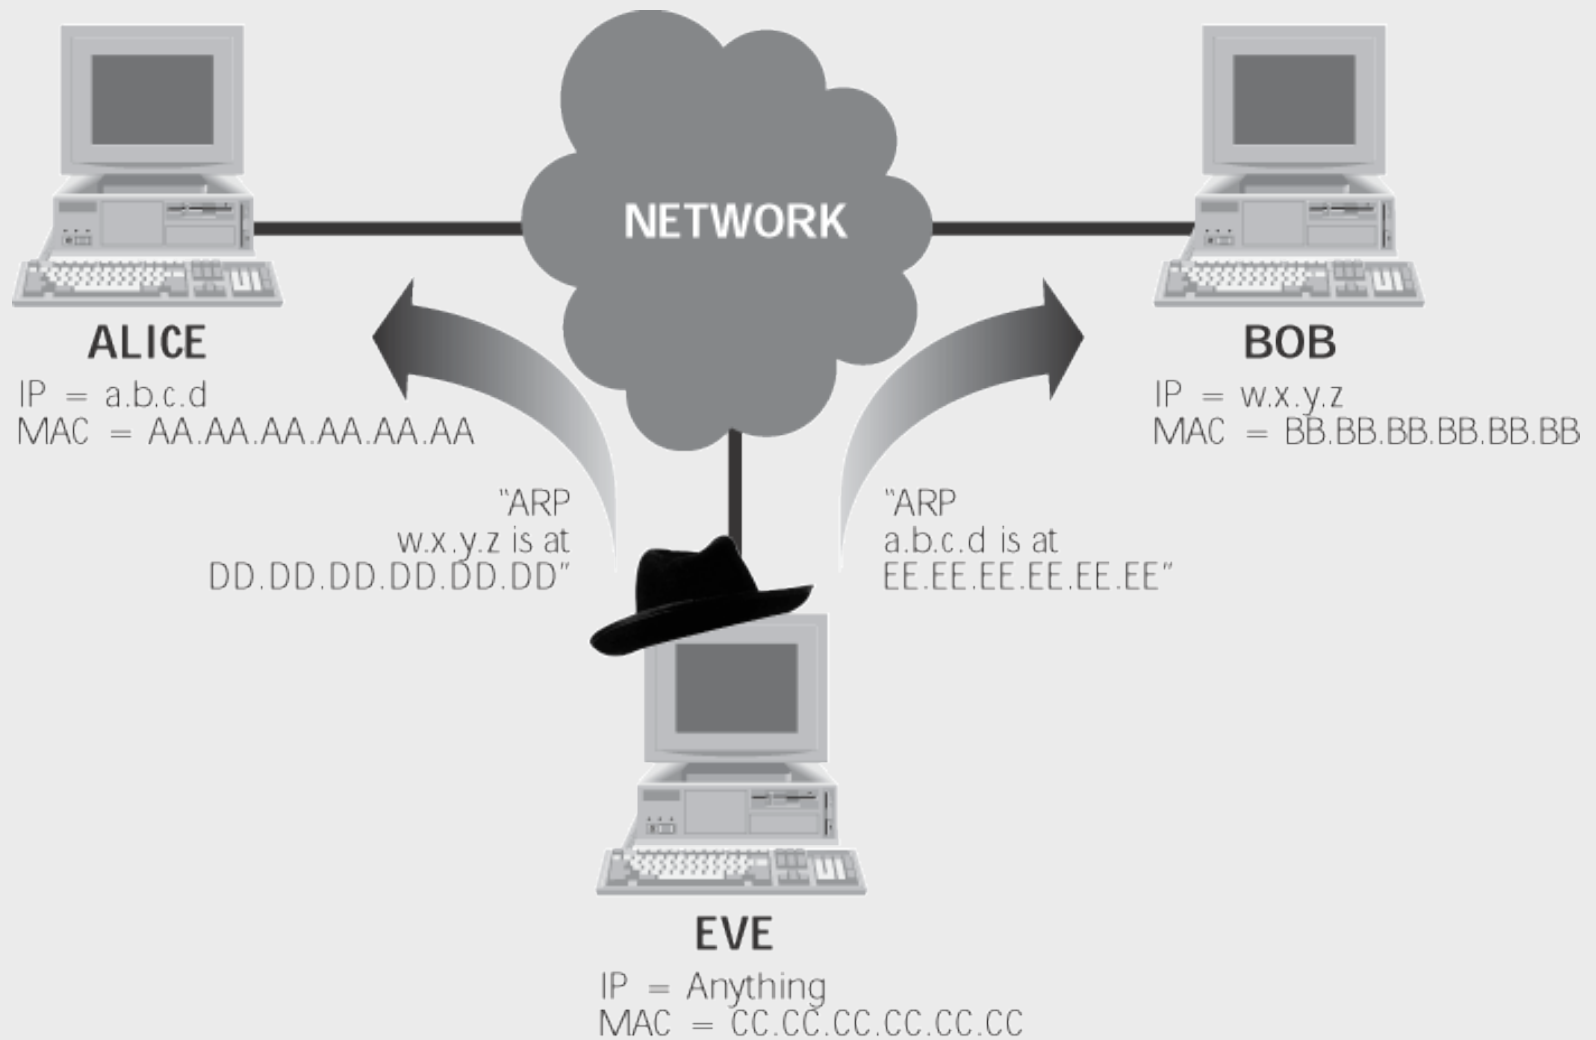 NETWORK
ALICE
IP = a.b.c.d
MAC = AA.AA.AA.AA.AA.AA
BOB
IP = w.x.y.z
MAC = BB.BB.BB.BB.BB.BB
"ARP
w.x.y.z is at
DD.DD.DD.DD.DD.DD"
"ARP
a.b.c.d is at
EE.EE.EE.EE.EE.EE"
EVE
IP = Anything
MAC = CC.CC.CC.CC.CC.CC